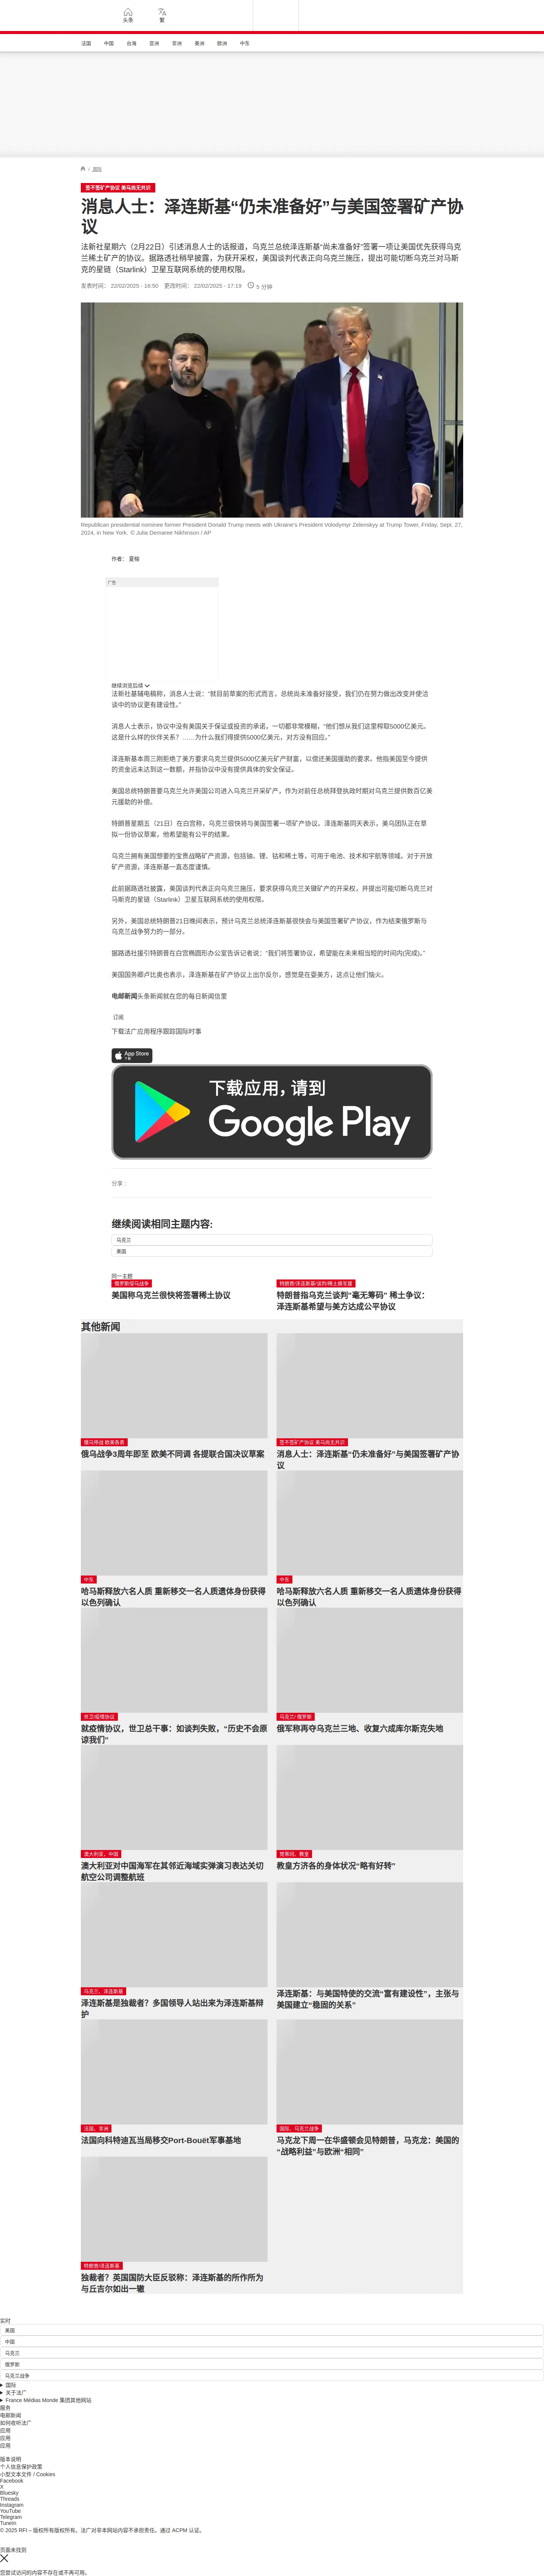 头条
繁
法国 中国 台海 亚洲 非洲 美洲 欧洲 中东
/ 国际
签不签矿产协议 美乌尚无共识
消息人士：泽连斯基“仍未准备好”与美国签署矿产协
议
法新社星期六（2月22日）引述消息人士的话报道，乌克兰总统泽连斯基“尚未准备好”签署一项让美国优先获得乌克
兰稀土矿产的协议。据路透社稍早披露，为获开采权，美国谈判代表正向乌克兰施压，提出可能切断乌克兰对马斯
克的星链（Starlink）卫星互联网系统的使用权限。
发表时间： 22/02/2025 - 16:50 更改时间： 22/02/2025 - 17:19 5 分钟
Republican presidential nominee former President Donald Trump meets with Ukraine's President Volodymyr Zelenskyy at Trump Tower, Friday, Sept. 27,
2024, in New York. © Julia Demaree Nikhinson / AP
作者： 夏榕
广告
继续浏览后续
法新社基辅电稿称，消息人士说：“就目前草案的形式而言，总统尚未准备好接受，我们仍在努力做出改变并使洽
谈中的协议更有建设性。”
消息人士表示，协议中没有美国关于保证或投资的承诺，一切都非常模糊，“他们想从我们这里榨取5000亿美元。
这是什么样的伙伴关系？……为什么我们得提供5000亿美元，对方没有回应。”
泽连斯基本周三刚拒绝了美方要求乌克兰提供5000亿美元矿产财富，以偿还美国援助的要求。他指美国至今提供
的资金远未达到这一数额，并指协议中没有提供具体的安全保证。
美国总统特朗普要乌克兰允许美国公司进入乌克兰开采矿产，作为对前任总统拜登执政时期对乌克兰提供数百亿美
元援助的补偿。
特朗普星期五（21日）在白宫称，乌克兰很快将与美国签署一项矿产协议。泽连斯基同天表示，美乌团队正在草
拟一份协议草案，他希望能有公平的结果。
乌克兰拥有美国想要的宝贵战略矿产资源，包括铀、锂、钴和稀土等，可用于电池、技术和宇航等领域。对于开放
矿产资源，泽连斯基一直态度谨慎。
此前据路透社披露，美国谈判代表正向乌克兰施压，要求获得乌克兰关键矿产的开采权，并提出可能切断乌克兰对
马斯克的星链（Starlink）卫星互联网系统的使用权限。
另外，美国总统特朗普21日晚间表示，预计乌克兰总统泽连斯基很快会与美国签署矿产协议，作为结束俄罗斯与
乌克兰战争努力的一部分。
据路透社援引特朗普在白宫椭圆形办公室告诉记者说：“我们将签署协议，希望能在未来相当短的时间内(完成)。”
美国国务卿卢比奥也表示，泽连斯基在矿产协议上出尔反尔，感觉是在耍美方，这点让他们恼火。
电邮新闻头条新闻就在您的每日新闻信里
订阅
下载法广应用程序跟踪国际时事
App Store
下载
下载应用，请到
Google Play
分享 :
继续阅读相同主题内容:
乌克兰
美国
同一主题
俄罗斯侵乌战争
美国称乌克兰很快将签署稀土协议
特朗普/泽连斯基/谈判/稀土换军援
特朗普指乌克兰谈判"毫无筹码" 稀土争议：
泽连斯基希望与美方达成公平协议
其他新闻
俄乌停战 欧美各表
俄乌战争3周年即至 欧美不同调 各提联合国决议草案
签不签矿产协议 美乌尚无共识
消息人士：泽连斯基“仍未准备好”与美国签署矿产协
议
中东
哈马斯释放六名人质 重新移交一名人质遗体身份获得
以色列确认
中东
哈马斯释放六名人质 重新移交一名人质遗体身份获得
以色列确认
世卫/疫情协议
就疫情协议，世卫总干事：如谈判失败，“历史不会原
谅我们”
乌克兰/ 俄罗斯
俄军称再夺乌克兰三地、收复六成库尔斯克失地
澳大利亚、中国
澳大利亚对中国海军在其邻近海域实弹演习表达关切
航空公司调整航班
梵蒂冈、教皇
教皇方济各的身体状况“略有好转”
乌克兰、泽连斯基
泽连斯基是独裁者？多国领导人站出来为泽连斯基辩
护
泽连斯基：与美国特使的交流“富有建设性”，主张与
美国建立“稳固的关系”
法国、非洲
法国向科特迪瓦当局移交Port-Bouët军事基地
国际、乌克兰战争
马克龙下周一在华盛顿会见特朗普，马克龙：美国的
“战略利益”与欧洲“相同”
特朗普/泽连斯基
独裁者？英国国防大臣反驳称：泽连斯基的所作所为
与丘吉尔如出一辙
实时
美国
中国
乌克兰
俄罗斯
乌克兰战争
国际
关于法广
France Médias Monde 集团其他网站
服务
电邮新闻
如何收听法广
应用
应用
应用
版本说明
个人信息保护政策
小型文本文件 / Cookies
Facebook
X
Bluesky
Threads
Instagram
YouTube
Telegram
TuneIn
© 2025 RFI – 版权所有版权所有。法广对非本网站内容不承担责任。通过 ACPM 认证。
页面未找到
您尝试访问的内容不存在或不再可用。